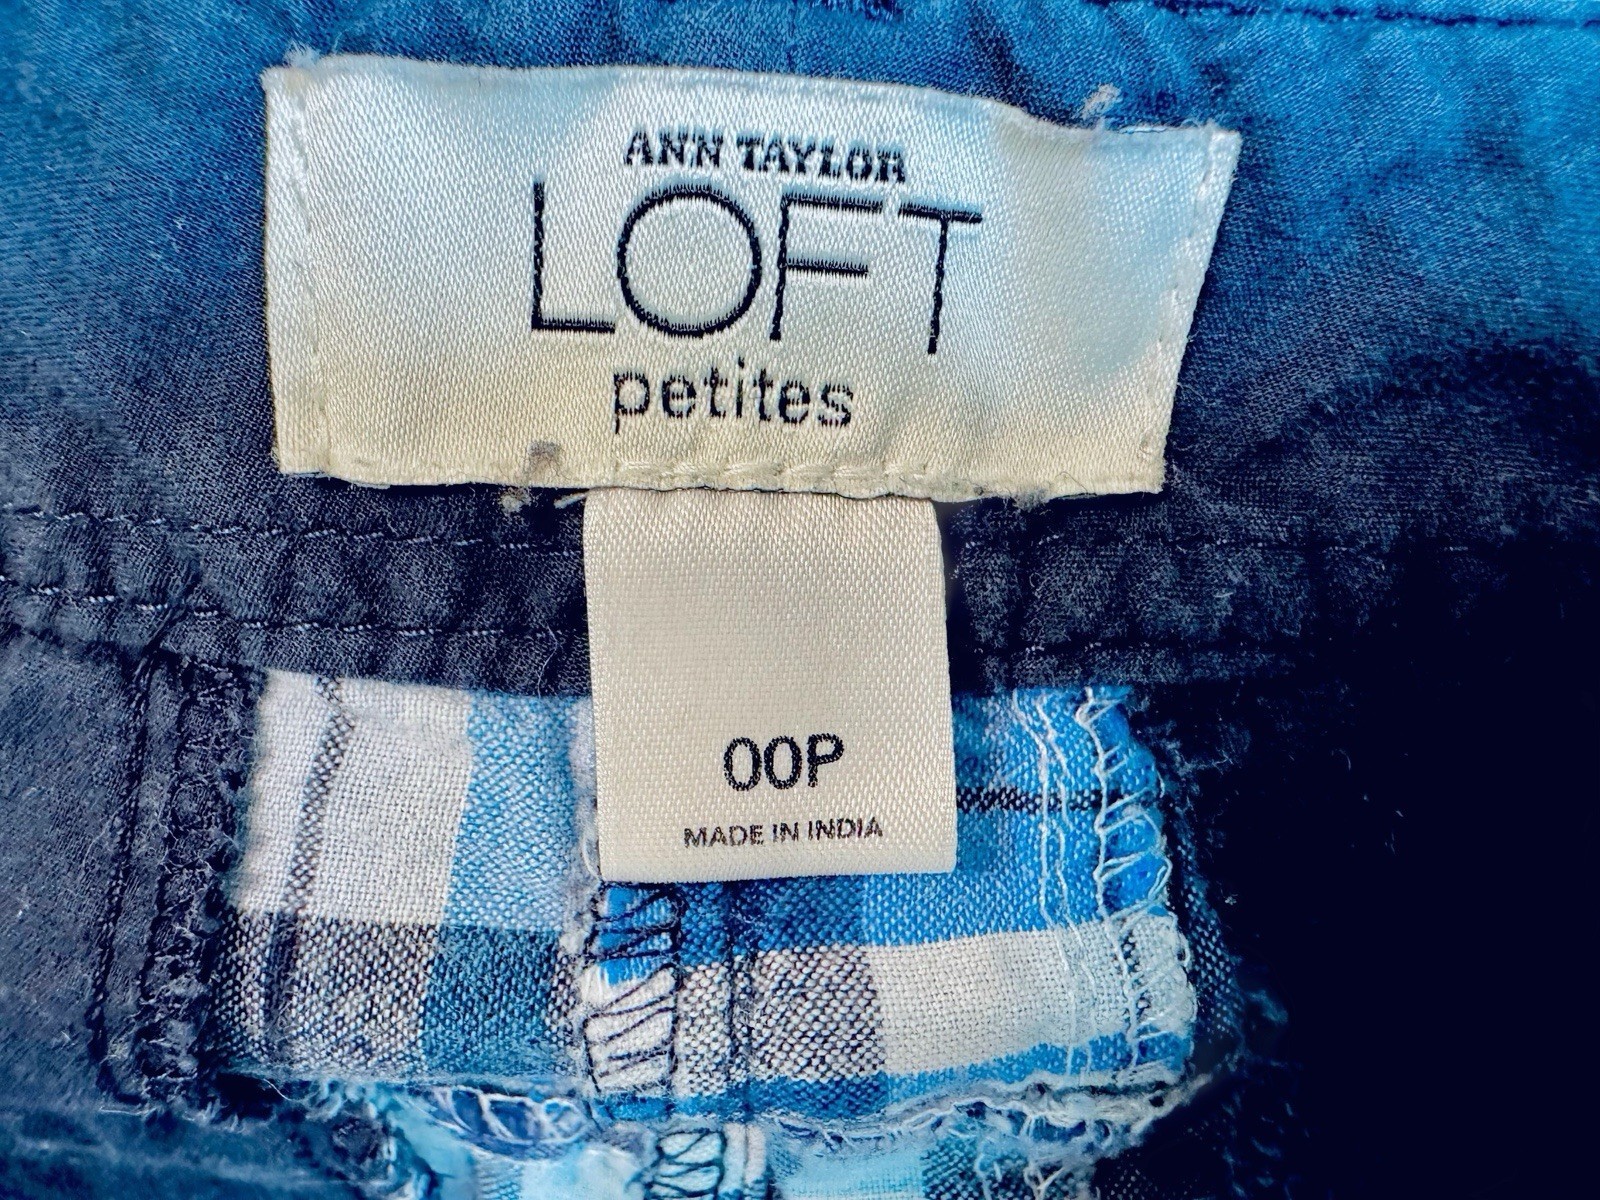 ANN TAYLOR
LOFT
petites
00P
MADE IN INDIA